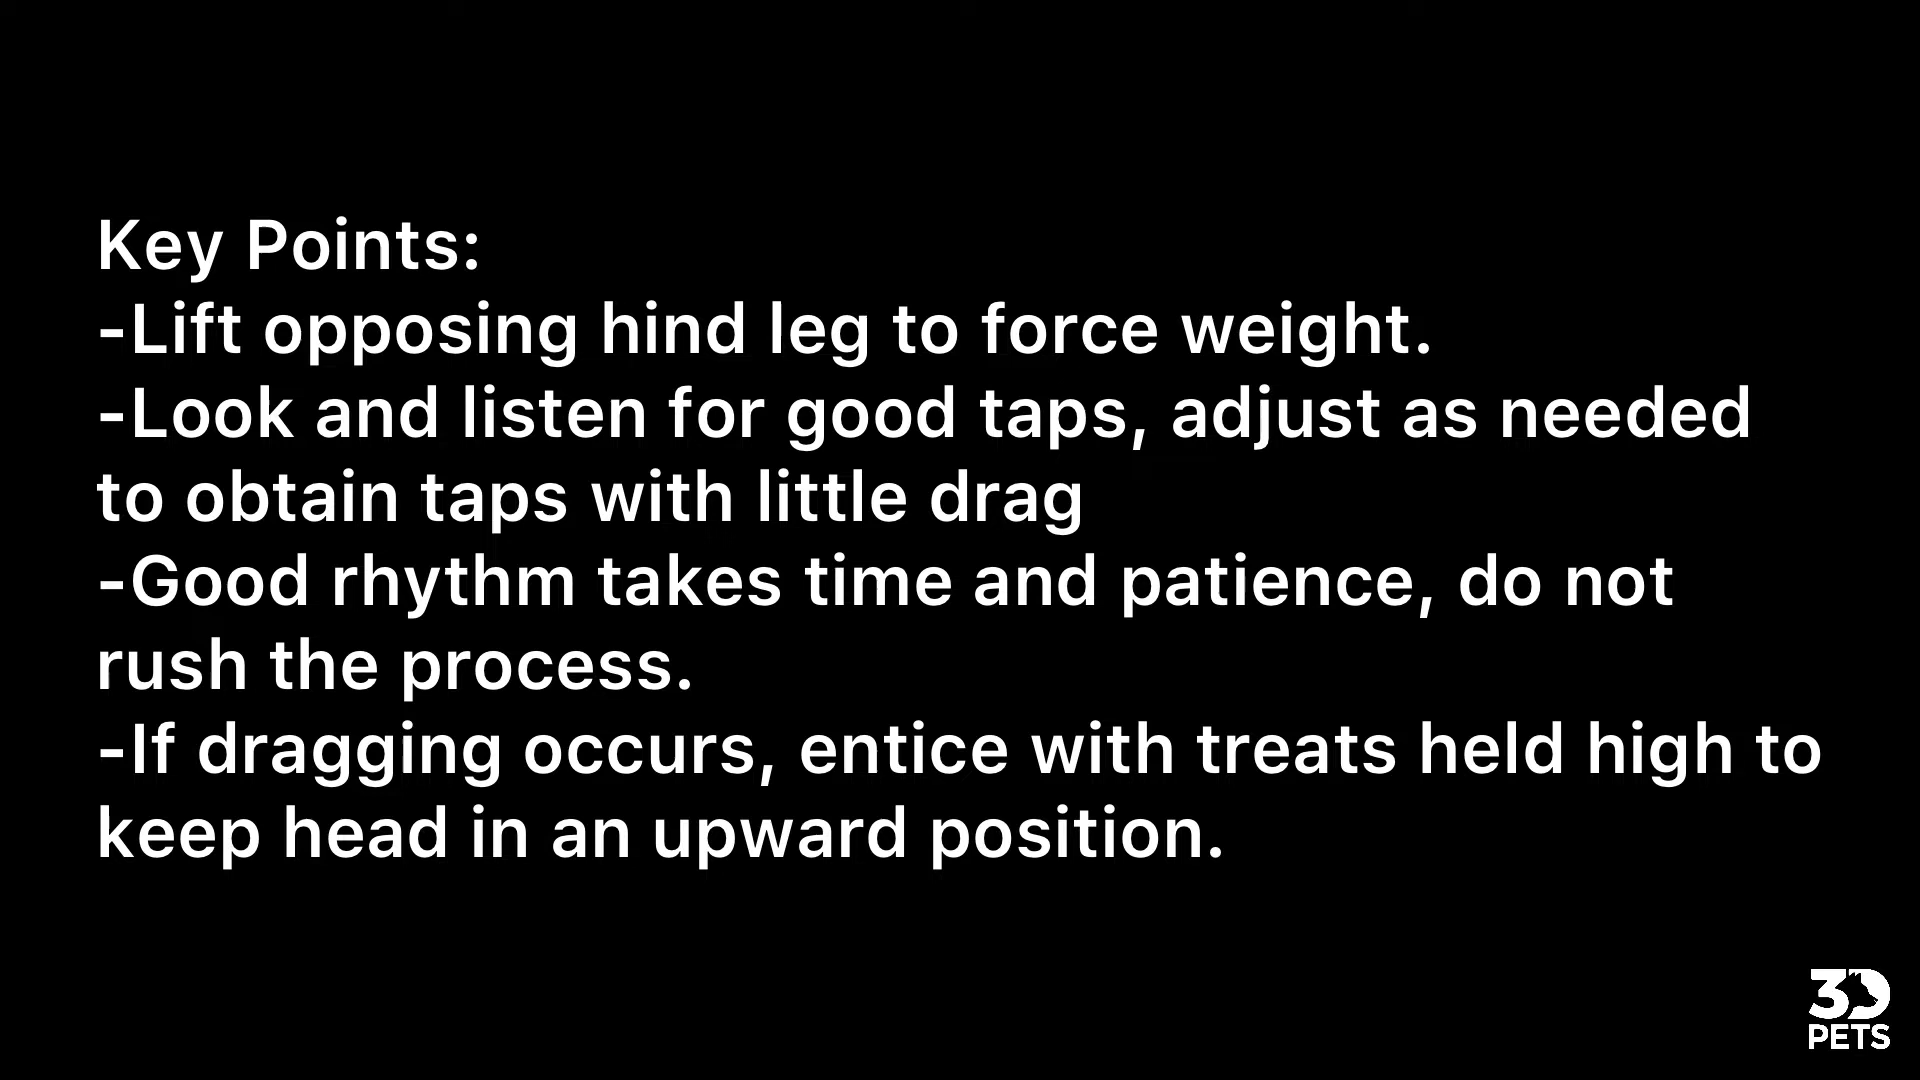 Key Points:
-Lift opposing hind leg to force weight.
-Look and listen for good taps, adjust as needed
to obtain taps with little drag
-Good rhythm takes time and patience, do not
rush the process.
-If dragging occurs, entice with treats held high to
keep head in an upward position.
3D
PETS